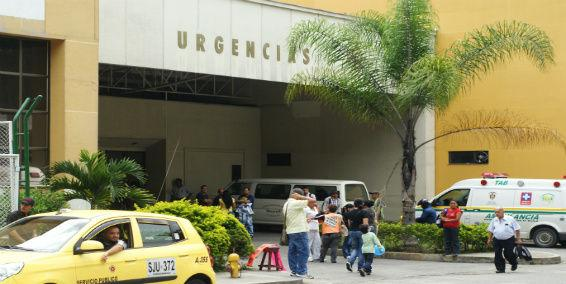 URGENCIAS
TAB
AMBULANCIA
SERVICIO PUBLICO
SJU·372